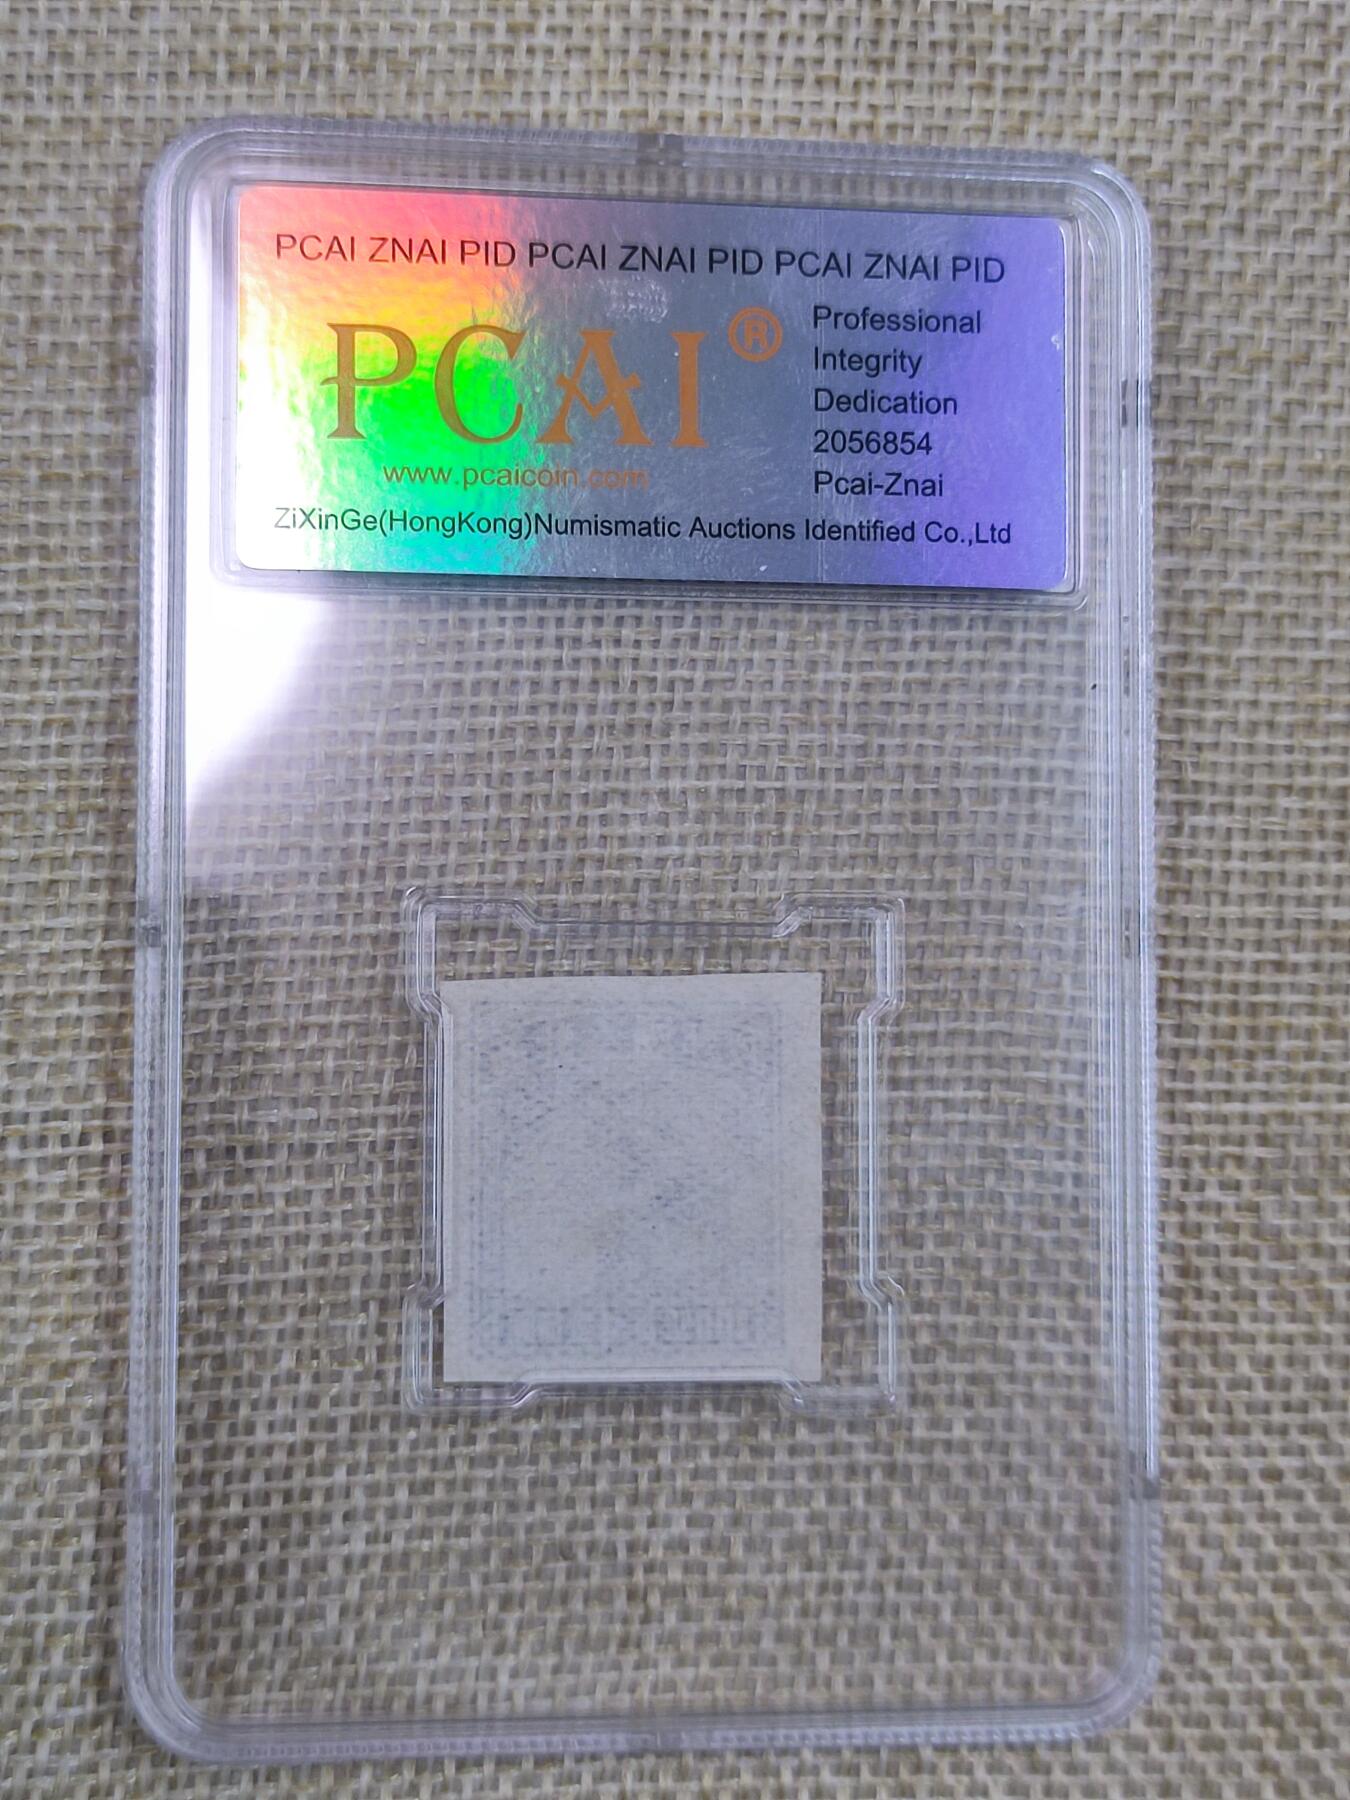 PCAI ZNAI PID PCAI ZNAI PID PCAI ZNAI PID
PCAI®
www.pcaicoin.com
Professional
Integrity
Dedication
2056854
Pcai-Znai
ZiXinGe(HongKong)Numismatic Auctions Identified Co.,Ltd